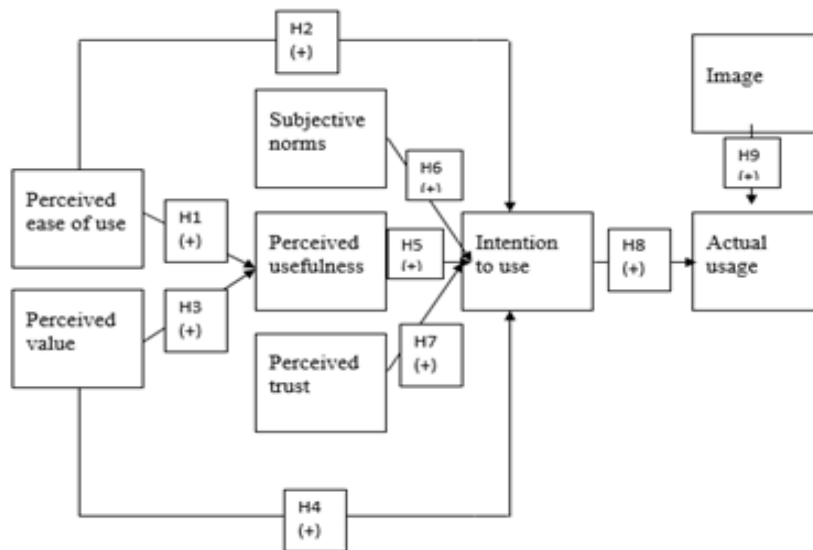 H2
(+)
Image
Subjective
norms
H9
(+)
H6
(+)
Perceived
ease of use
H1
(+)
Perceived
usefulness
H5
(+)
Intention
to use
H8
(+)
Actual
usage
Perceived
value
H3
(+)
Perceived
trust
H7
(+)
H4
(+)